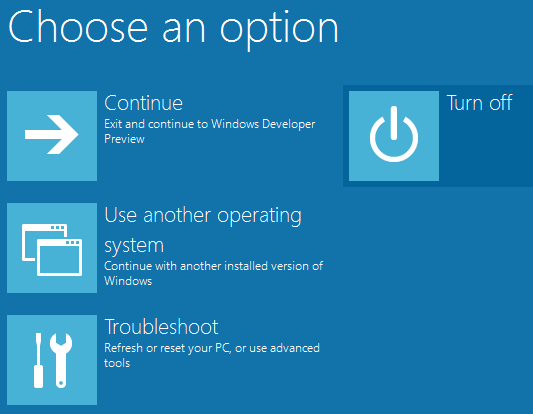 Choose an option
Continue
Exit and continue to Windows Developer
Preview
Turn off
Use another operating
system
Continue with another installed version of
Windows
Troubleshoot
Refresh or reset your PC, or use advanced
tools